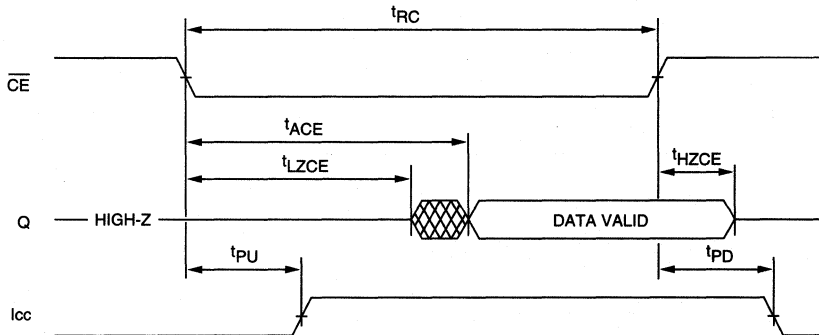 tRC
CE
tACE
tLZCE
tHZCE
Q HIGH-Z DATA VALID
tPU tPD
Icc